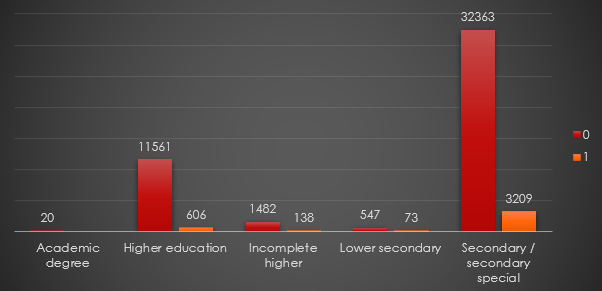 32363
11561
3209
1482
606
547
138
73
20
0
1
Academic degree
Higher education
Incomplete higher
Lower secondary
Secondary / secondary special